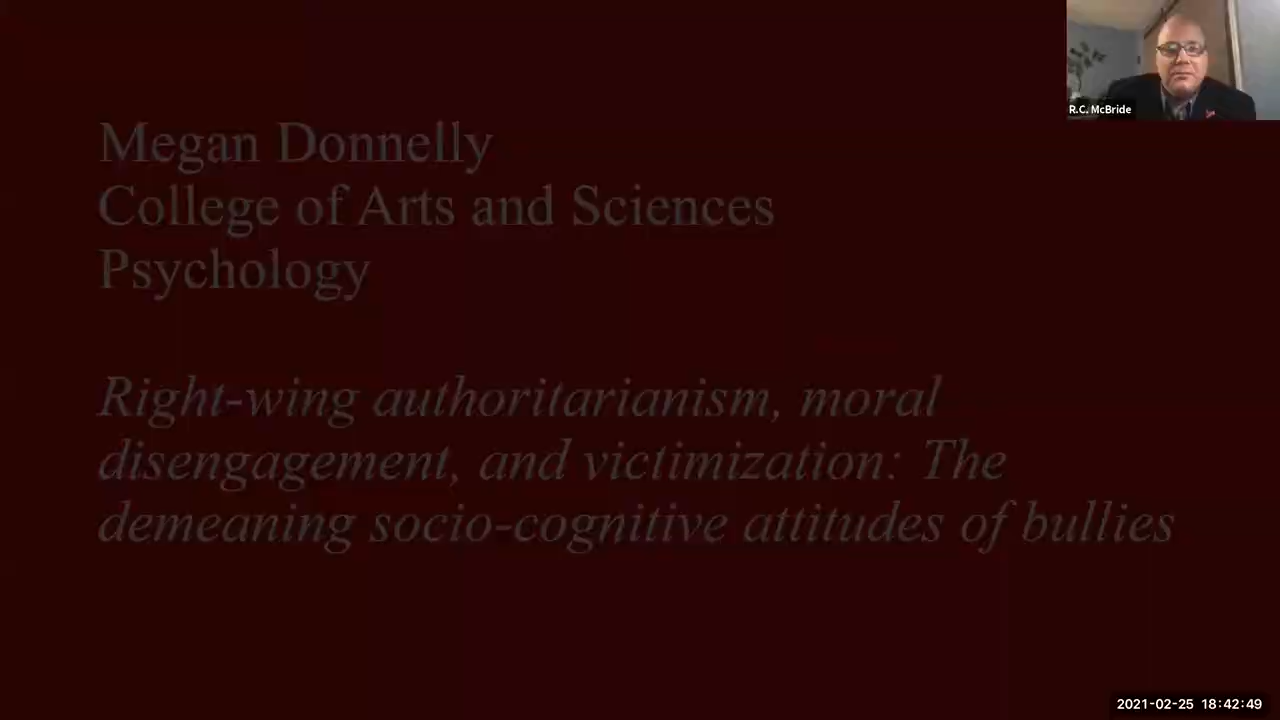 R.C. McBride
Megan Donnelly
College of Arts and Sciences
Psychology
Right-wing authoritarianism, moral
disengagement, and victimization: The
demeaning socio-cognitive attitudes of bullies
2021-02-25 18:42:49